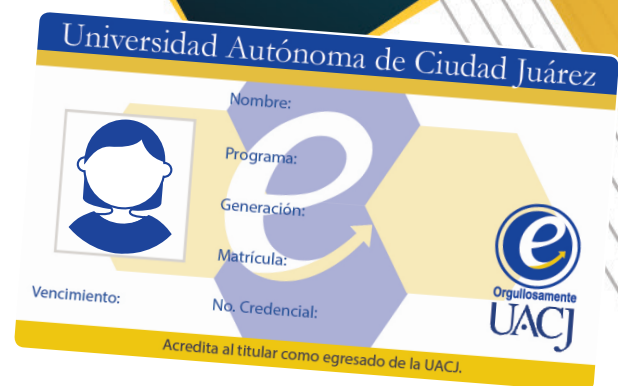 Universidad Autónoma de Ciudad Juárez
Nombre:
Programa:
Generación:
Matrícula:
Vencimiento:
No. Credencial:
e
e
Orgullosamente
UACJ
Acredita al titular como egresado de la UACJ.